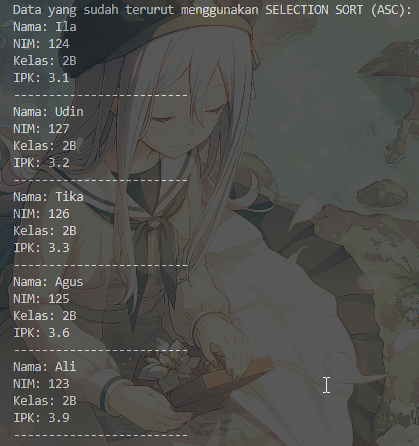 Data yang sudah terurut menggunakan SELECTION SORT (ASC):
Nama: Ila
NIM: 124
Kelas: 2B
IPK: 3.1
---------------------------
Nama: Udin
NIM: 127
Kelas: 2B
IPK: 3.2
---------------------------
Nama: Tika
NIM: 126
Kelas: 2B
IPK: 3.3
---------------------------
Nama: Agus
NIM: 125
Kelas: 2B
IPK: 3.6
---------------------------
Nama: Ali
NIM: 123
Kelas: 2B
IPK: 3.9
---------------------------